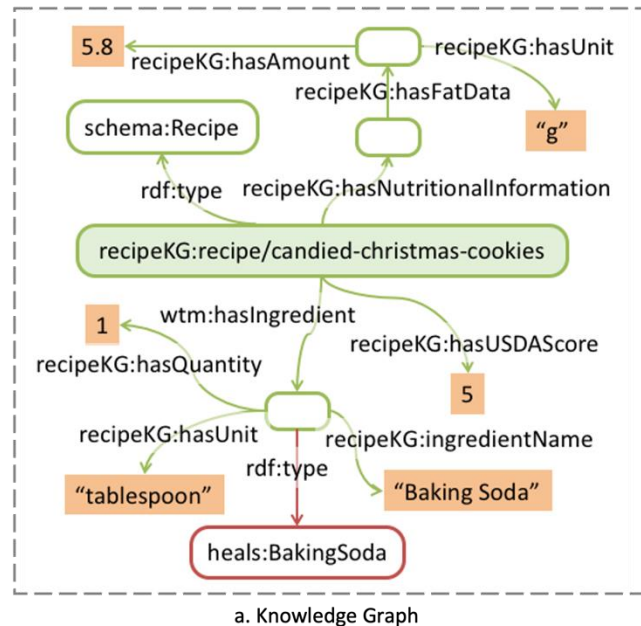 5.8
recipeKG:hasAmount
recipeKG:hasUnit
recipeKG:hasFatData
schema:Recipe
“g”
rdf:type
recipeKG:hasNutritionalInformation
recipeKG:recipe/candied-christmas-cookies
1
wtm:hasIngredient
recipeKG:hasQuantity
recipeKG:hasUSDAScore
5
recipeKG:hasUnit
recipeKG:ingredientName
rdf:type
“tablespoon”
“Baking Soda”
heals:BakingSoda
a. Knowledge Graph